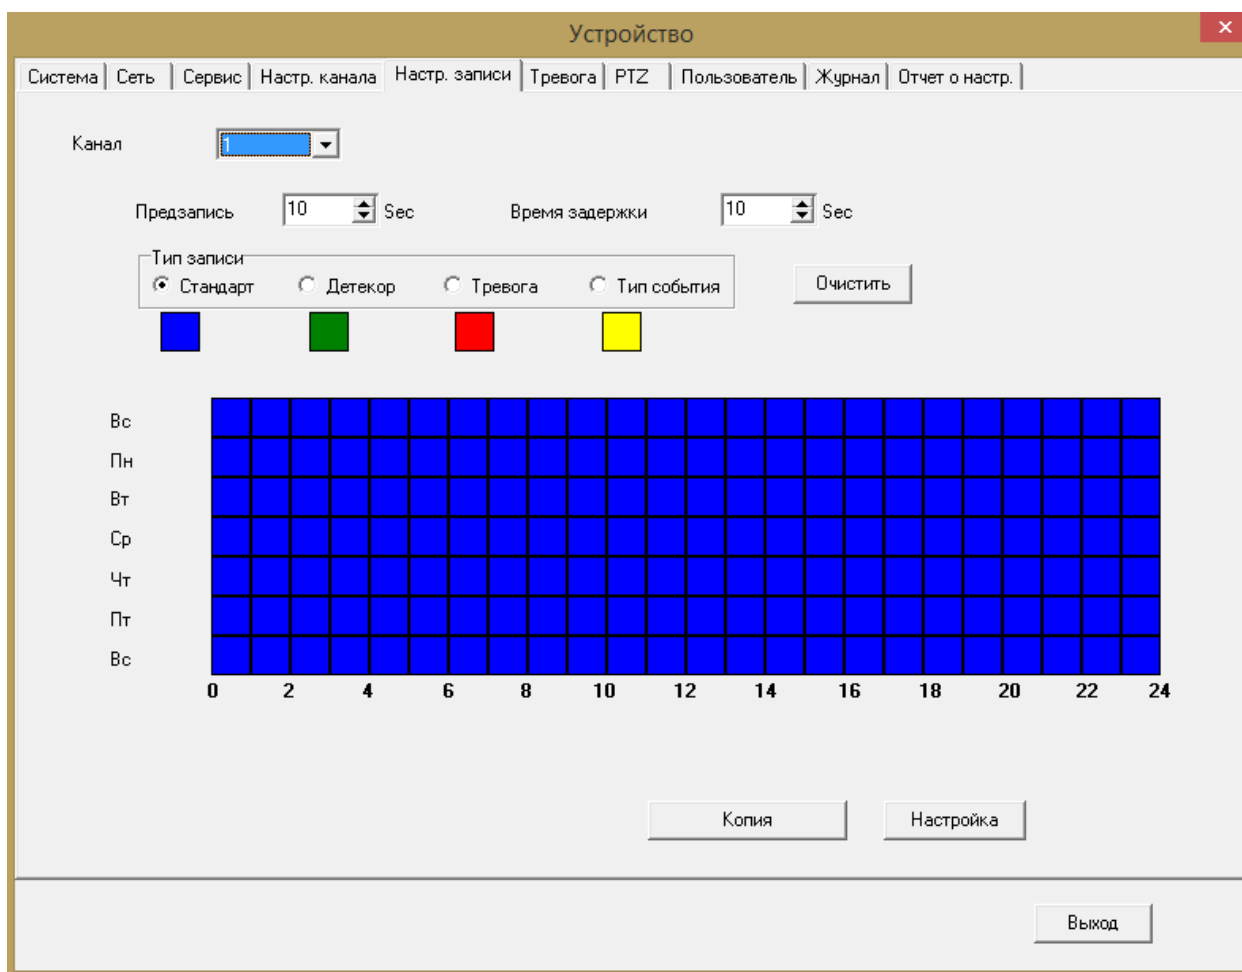 Устройство
Система Сеть Сервис Настр. канала Настр. записи Тревога PTZ Пользователь Журнал Отчет о настр.
Канал 1
Предзапись 10 Sec Время задержки 10 Sec
Тип записи
Стандарт Детекор Тревога Тип события Очистить
Вс
Пн
Вт
Ср
Чт
Пт
Вс
0 2 4 6 8 10 12 14 16 18 20 22 24
Копия Настройка
Выход